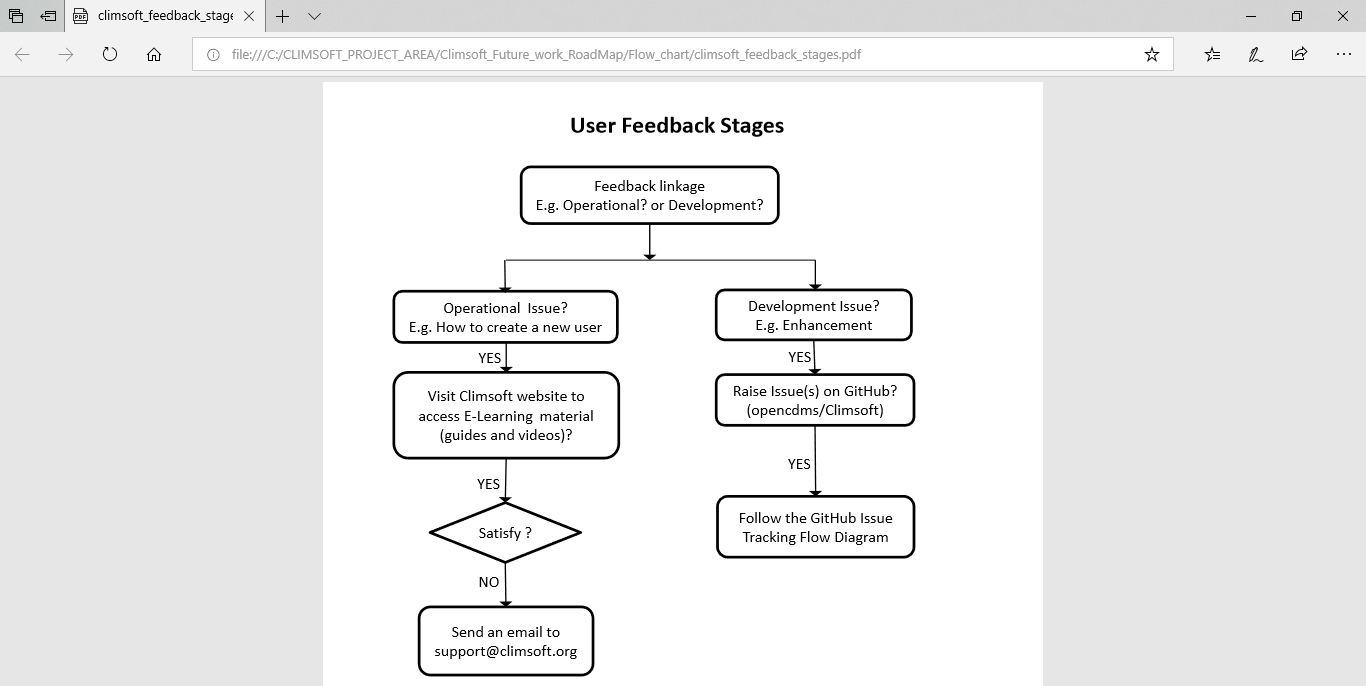 climsoft_feedback_stage
file:///C:/CLIMSOFT_PROJECT_AREA/Climsoft_Future_work_RoadMap/Flow_chart/climsoft_feedback_stages.pdf
User Feedback Stages
Feedback linkage
E.g. Operational? or Development?
Operational Issue?
E.g. How to create a new user
YES
Visit Climsoft website to
access E-Learning material
(guides and videos)?
YES
Satisfy ?
NO
Send an email to
support@climsoft.org
Development Issue?
E.g. Enhancement
YES
Raise Issue(s) on GitHub?
(opencdms/Climsoft)
YES
Follow the GitHub Issue
Tracking Flow Diagram